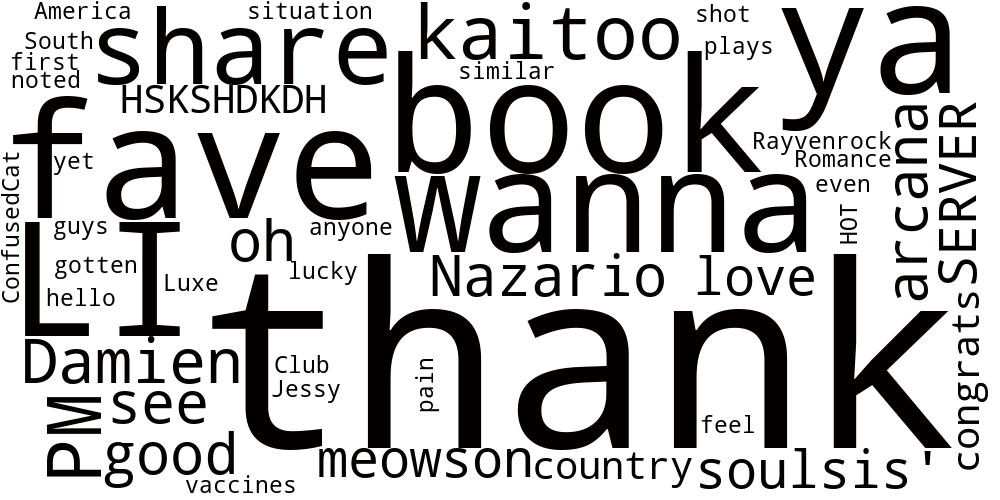 America
situation
share
kaitoo
shot
ya
South
plays
first
similar
noted
HSKSHDKDH
book
fave
arcana
SERVER
Rayvenrock
yet
Romance
ConfusedCat
wanna
even
guys
oh
anyone
HOT
LI
gotten
lucky
Nazario
love
Luxe
hello
thank
congrats
Damien
Club
pain
Jessy
see
PM
feel
good
meowson
country
soulsis'
vaccines